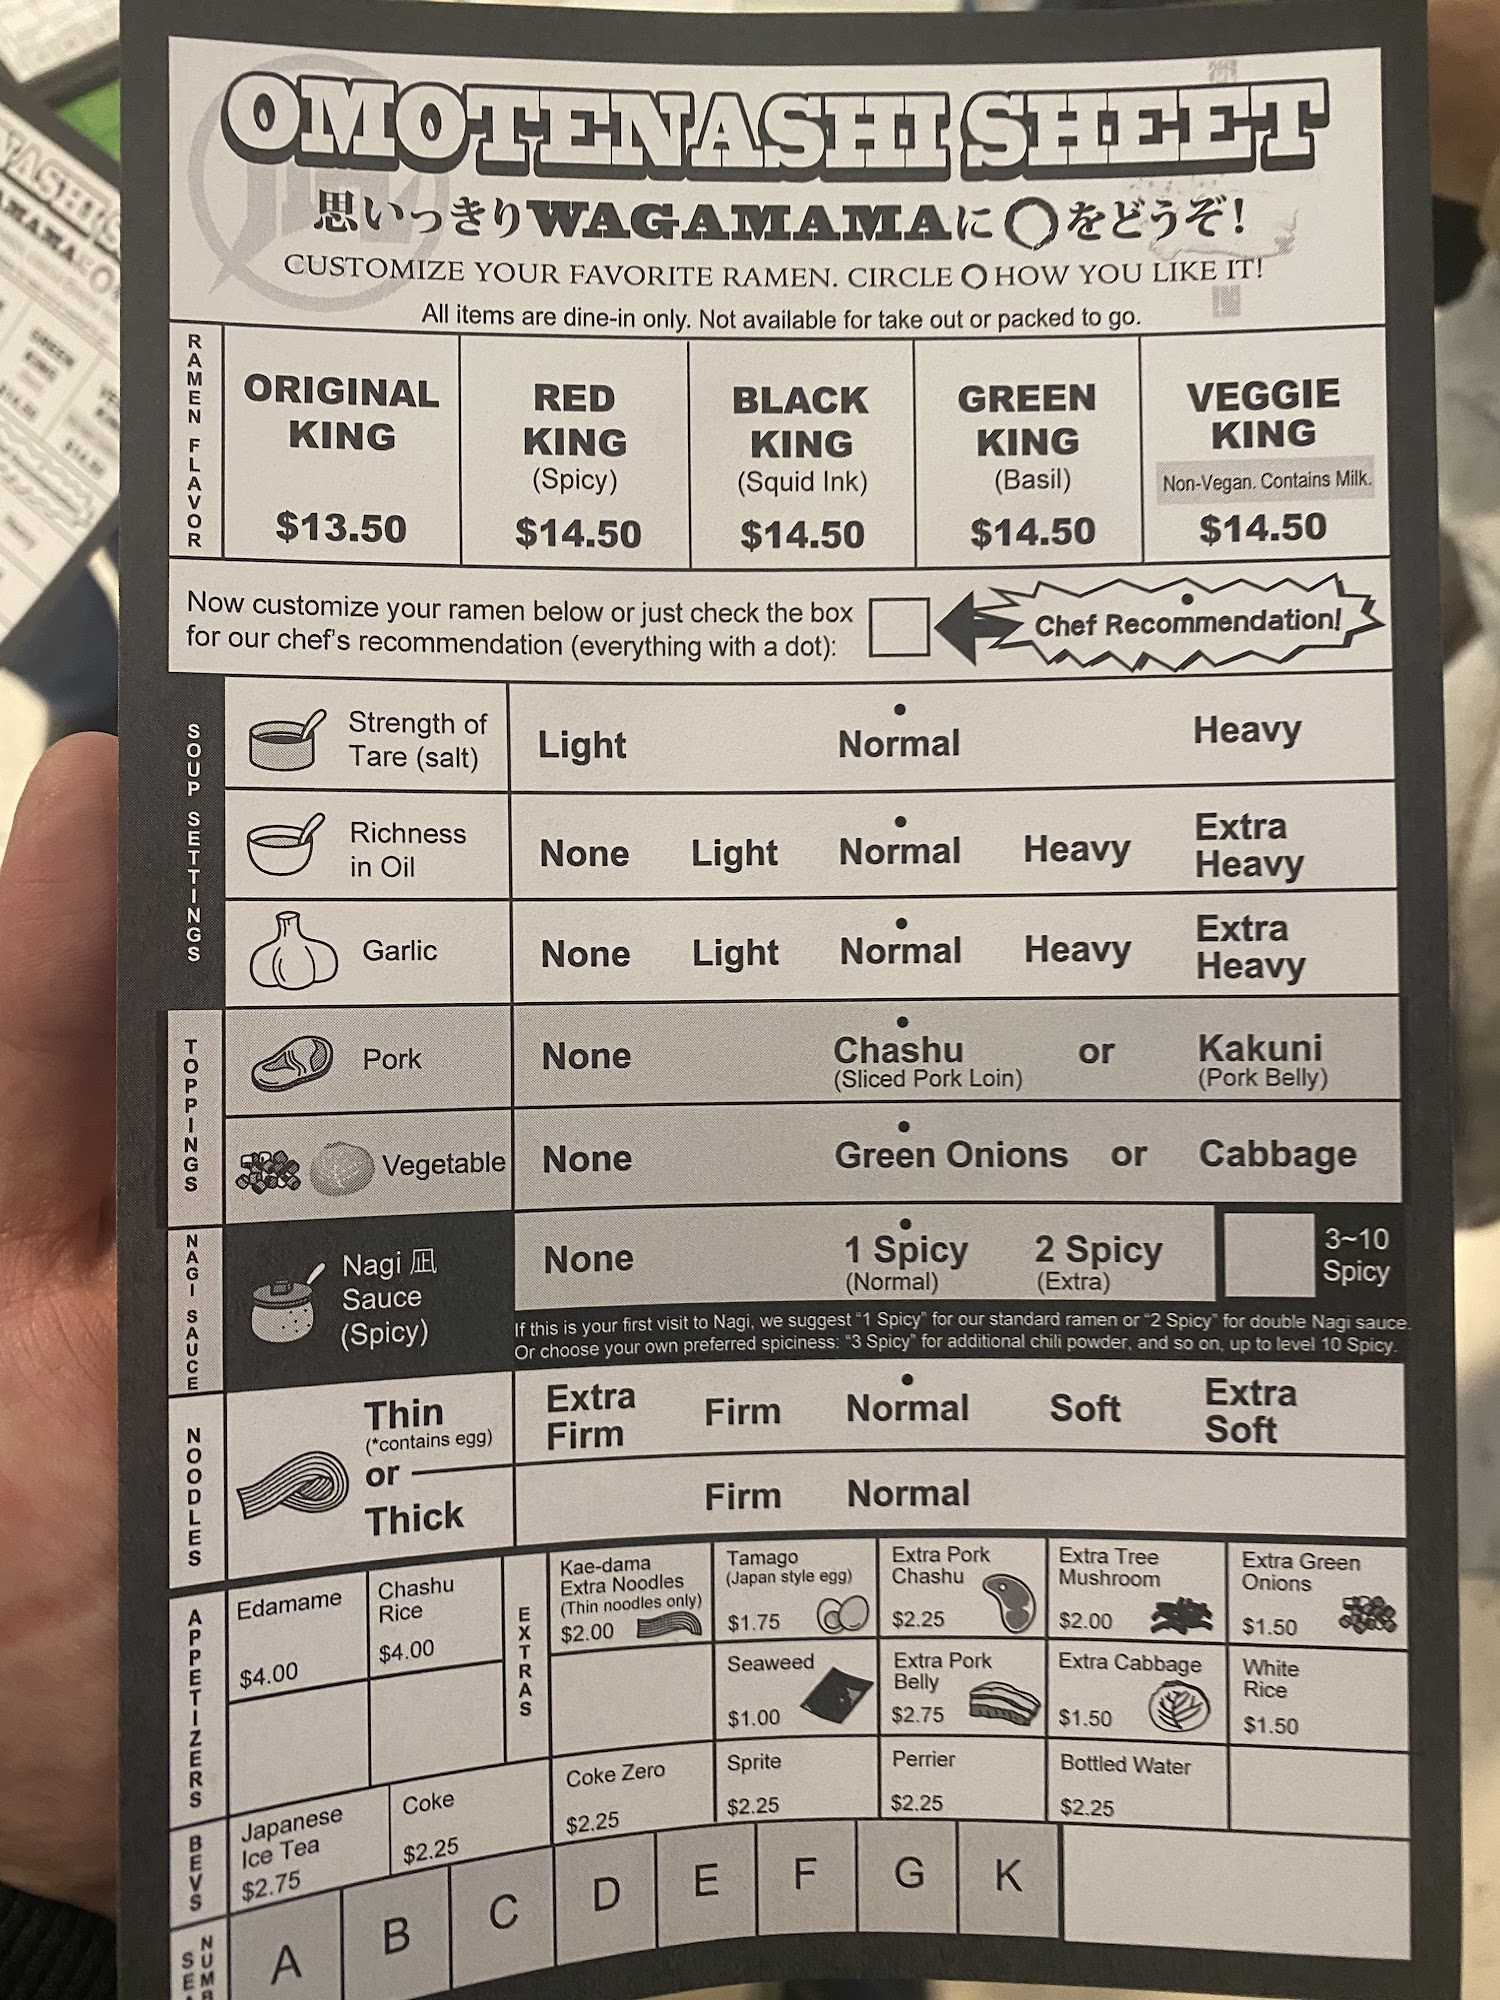 OMOTENASHI SHEET
思いっきりWAGAMAMAに○をどうぞ!
CUSTOMIZE YOUR FAVORITE RAMEN. CIRCLE O HOW YOU LIKE IT!
All items are dine-in only. Not available for take out or packed to go.
RAMEN FLAVOR
ORIGINAL
KING
$13.50
RED
KING
(Spicy)
$14.50
BLACK
KING
(Squid Ink)
$14.50
GREEN
KING
(Basil)
$14.50
VEGGIE
KING
Non-Vegan. Contains Milk.
$14.50
Now customize your ramen below or just check the box
for our chef's recommendation (everything with a dot):
Chef Recommendation!
SOUP SETTINGS
Strength of
Tare (salt)
Light Normal Heavy
Richness
in Oil
None Light Normal Heavy Extra
Heavy
Garlic
None Light Normal Heavy Extra
Heavy
TOPPINGS
Pork
None Chashu or Kakuni
(Sliced Pork Loin) (Pork Belly)
Vegetable
None Green Onions or Cabbage
NAGI SAUCE
Nagi 凪
Sauce
(Spicy)
None 1 Spicy 2 Spicy
(Normal) (Extra)
3~10
Spicy
If this is your first visit to Nagi, we suggest "1 Spicy" for our standard ramen or "2 Spicy" for double Nagi sauce.
Or choose your own preferred spiciness: "3 Spicy" for additional chili powder, and so on, up to level 10 Spicy.
NOODLES
Thin
(*contains egg)
or
Thick
Extra
Firm
Firm Normal Soft Extra
Soft
Firm Normal
APPETIZERS
Edamame
$4.00
Chashu
Rice
$4.00
EXTRAS
Kae-dama
Extra Noodles
(Thin noodles only)
$2.00
Tamago
(Japan style egg)
$1.75
Extra Pork
Chashu
$2.25
Extra Tree
Mushroom
$2.00
Extra Green
Onions
$1.50
Seaweed
$1.00
Extra Pork
Belly
$2.75
Extra Cabbage
$1.50
White
Rice
$1.50
BEVS
Japanese
Ice Tea
$2.75
Coke
$2.25
Coke Zero
$2.25
Sprite
$2.25
Perrier
$2.25
Bottled Water
$2.25
A B C D E F G K